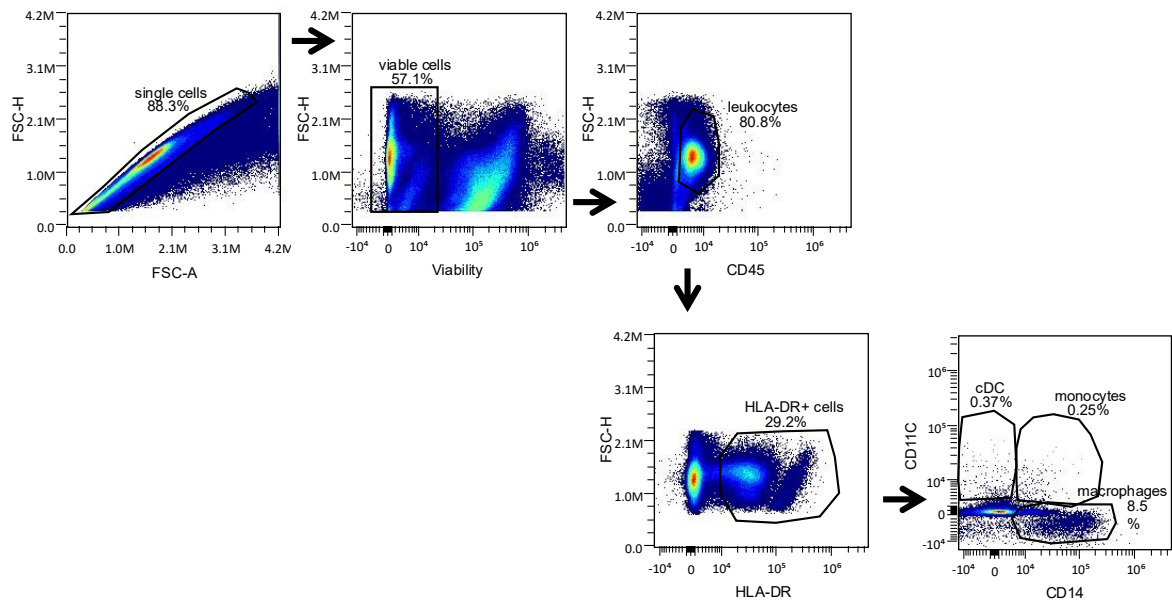 4.2M
3.1M
2.1M
1.0M
0.0
FSC-H
single cells
88.3%
0.0 1.0M 2.1M 3.1M 4.2M
FSC-A
4.2M
3.1M
2.1M
1.0M
0.0
FSC-H
viable cells
57.1%
-10⁴ 0 10⁴ 10⁵ 10⁶
Viability
4.2M
3.1M
2.1M
1.0M
0.0
FSC-H
leukocytes
80.8%
-10⁴ 0 10⁴ 10⁵ 10⁶
CD45
4.2M
3.1M
2.1M
1.0M
0.0
FSC-H
HLA-DR+ cells
29.2%
-10⁴ 0 10⁴ 10⁵ 10⁶
HLA-DR
10⁶
10⁵
10⁴
0
-10⁴
CD11C
cDC
0.37%
monocytes
0.25%
macrophages
8.5
%
-10⁴ 0 10⁴ 10⁵ 10⁶
CD14